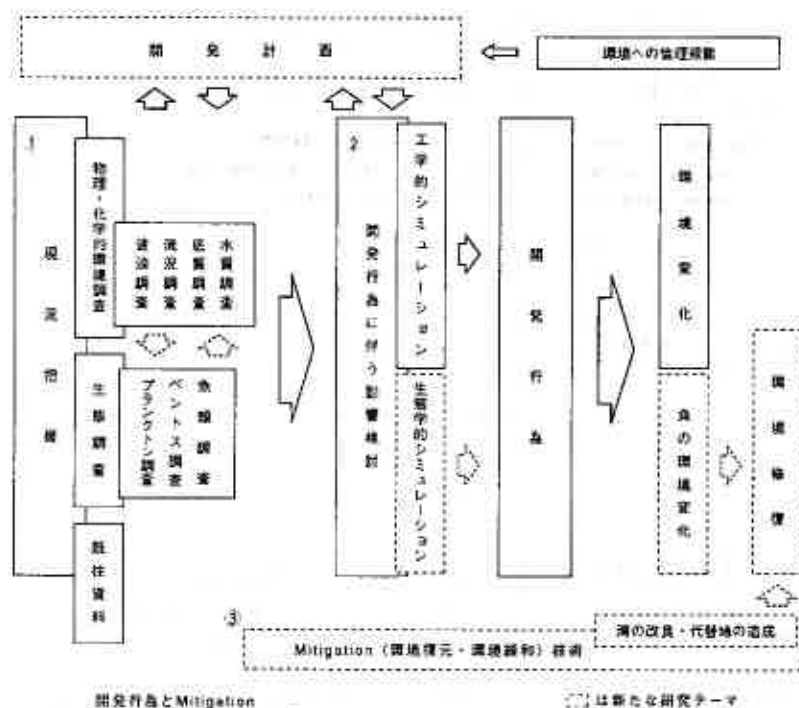 開発計画
環境への倫理規範
1
現況把握
物理・化学的環境調査
波浪調査
流況調査
底質調査
水質調査
生態調査
プランクトン調査
ベントス調査
魚類調査
既往資料
2
開発行為に伴う影響検討
工学的シミュレーション
生態学的シミュレーション
開発行為
環境変化
負の環境変化
環境修復
③
海の改良・代替地の造成
Mitigation（環境復元・環境緩和）技術
開発行為とMitigation
は新たな研究テーマ